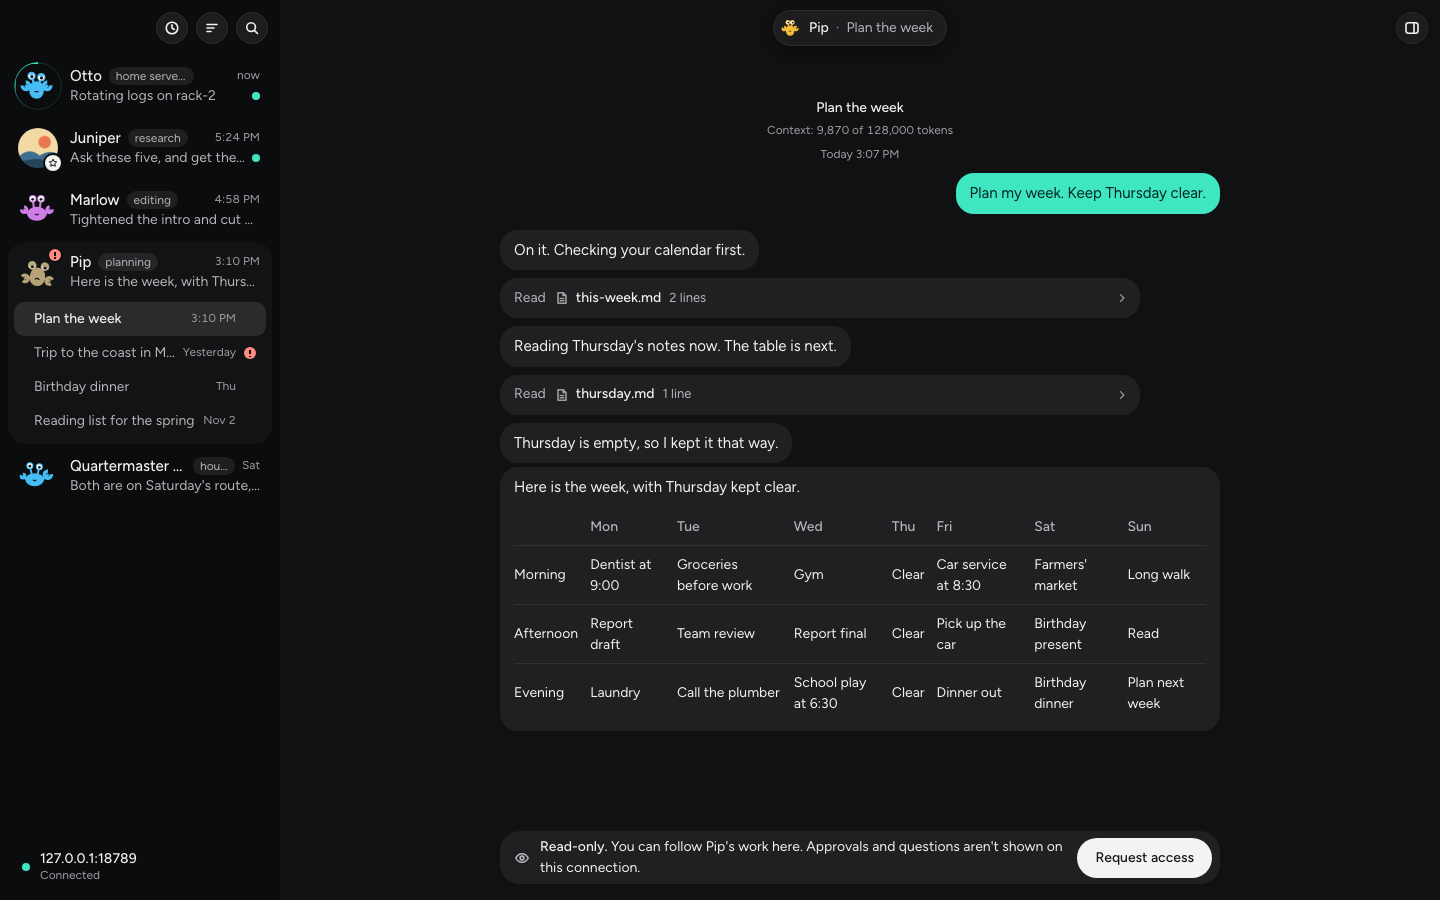 Otto home serve... now
Rotating logs on rack-2
Juniper research 5:24 PM
Ask these five, and get the...
Marlow editing 4:58 PM
Tightened the intro and cut ...
Pip planning 3:10 PM
Here is the week, with Thurs...
Plan the week 3:10 PM
Trip to the coast in M... Yesterday
Birthday dinner Thu
Reading list for the spring Nov 2
Quartermaster ... hou... Sat
Both are on Saturday's route,...
127.0.0.1:18789
Connected
Pip · Plan the week
Plan the week
Context: 9,870 of 128,000 tokens
Today 3:07 PM
Plan my week. Keep Thursday clear.
On it. Checking your calendar first.
Read this-week.md 2 lines
Reading Thursday's notes now. The table is next.
Read thursday.md 1 line
Thursday is empty, so I kept it that way.
Here is the week, with Thursday kept clear.
Mon Tue Wed Thu Fri Sat Sun
Morning Dentist at 9:00 Groceries before work Gym Clear Car service at 8:30 Farmers' market Long walk
Afternoon Report draft Team review Report final Clear Pick up the car Birthday present Read
Evening Laundry Call the plumber School play at 6:30 Clear Dinner out Birthday dinner Plan next week
Read-only. You can follow Pip's work here. Approvals and questions aren't shown on
this connection.
Request access